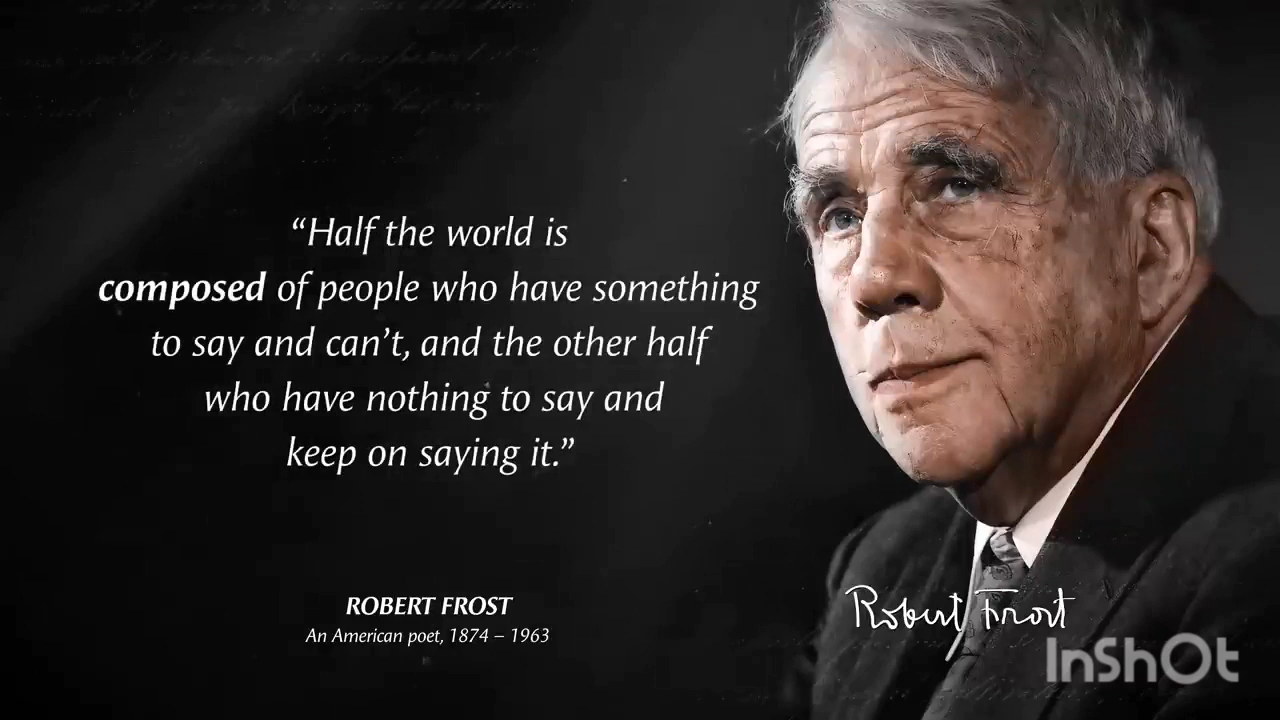 “Half the world is
composed of people who have something
to say and can’t, and the other half
who have nothing to say and
keep on saying it.”
ROBERT FROST
An American poet, 1874 – 1963
Robert Frost
InShOt